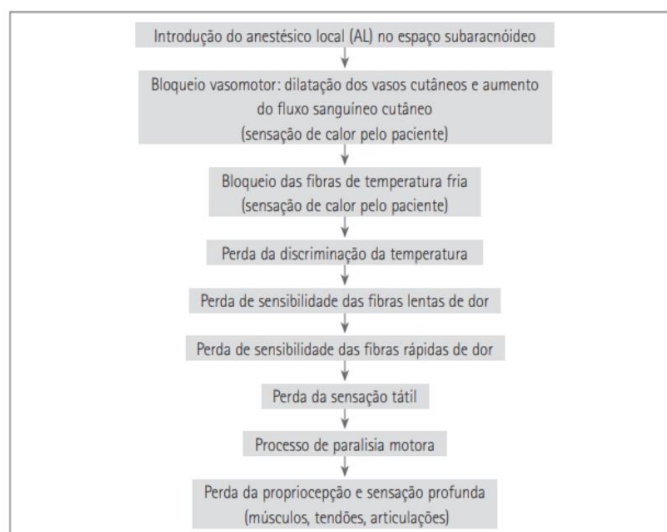 Introdução do anestésico local (AL) no espaço subaracnóideo
Bloqueio vasomotor: dilatação dos vasos cutâneos e aumento
do fluxo sanguíneo cutâneo
(sensação de calor pelo paciente)
Bloqueio das fibras de temperatura fria
(sensação de calor pelo paciente)
Perda da discriminação da temperatura
Perda de sensibilidade das fibras lentas de dor
Perda de sensibilidade das fibras rápidas de dor
Perda da sensação tátil
Processo de paralisia motora
Perda da propriocepção e sensação profunda
(músculos, tendões, articulações)